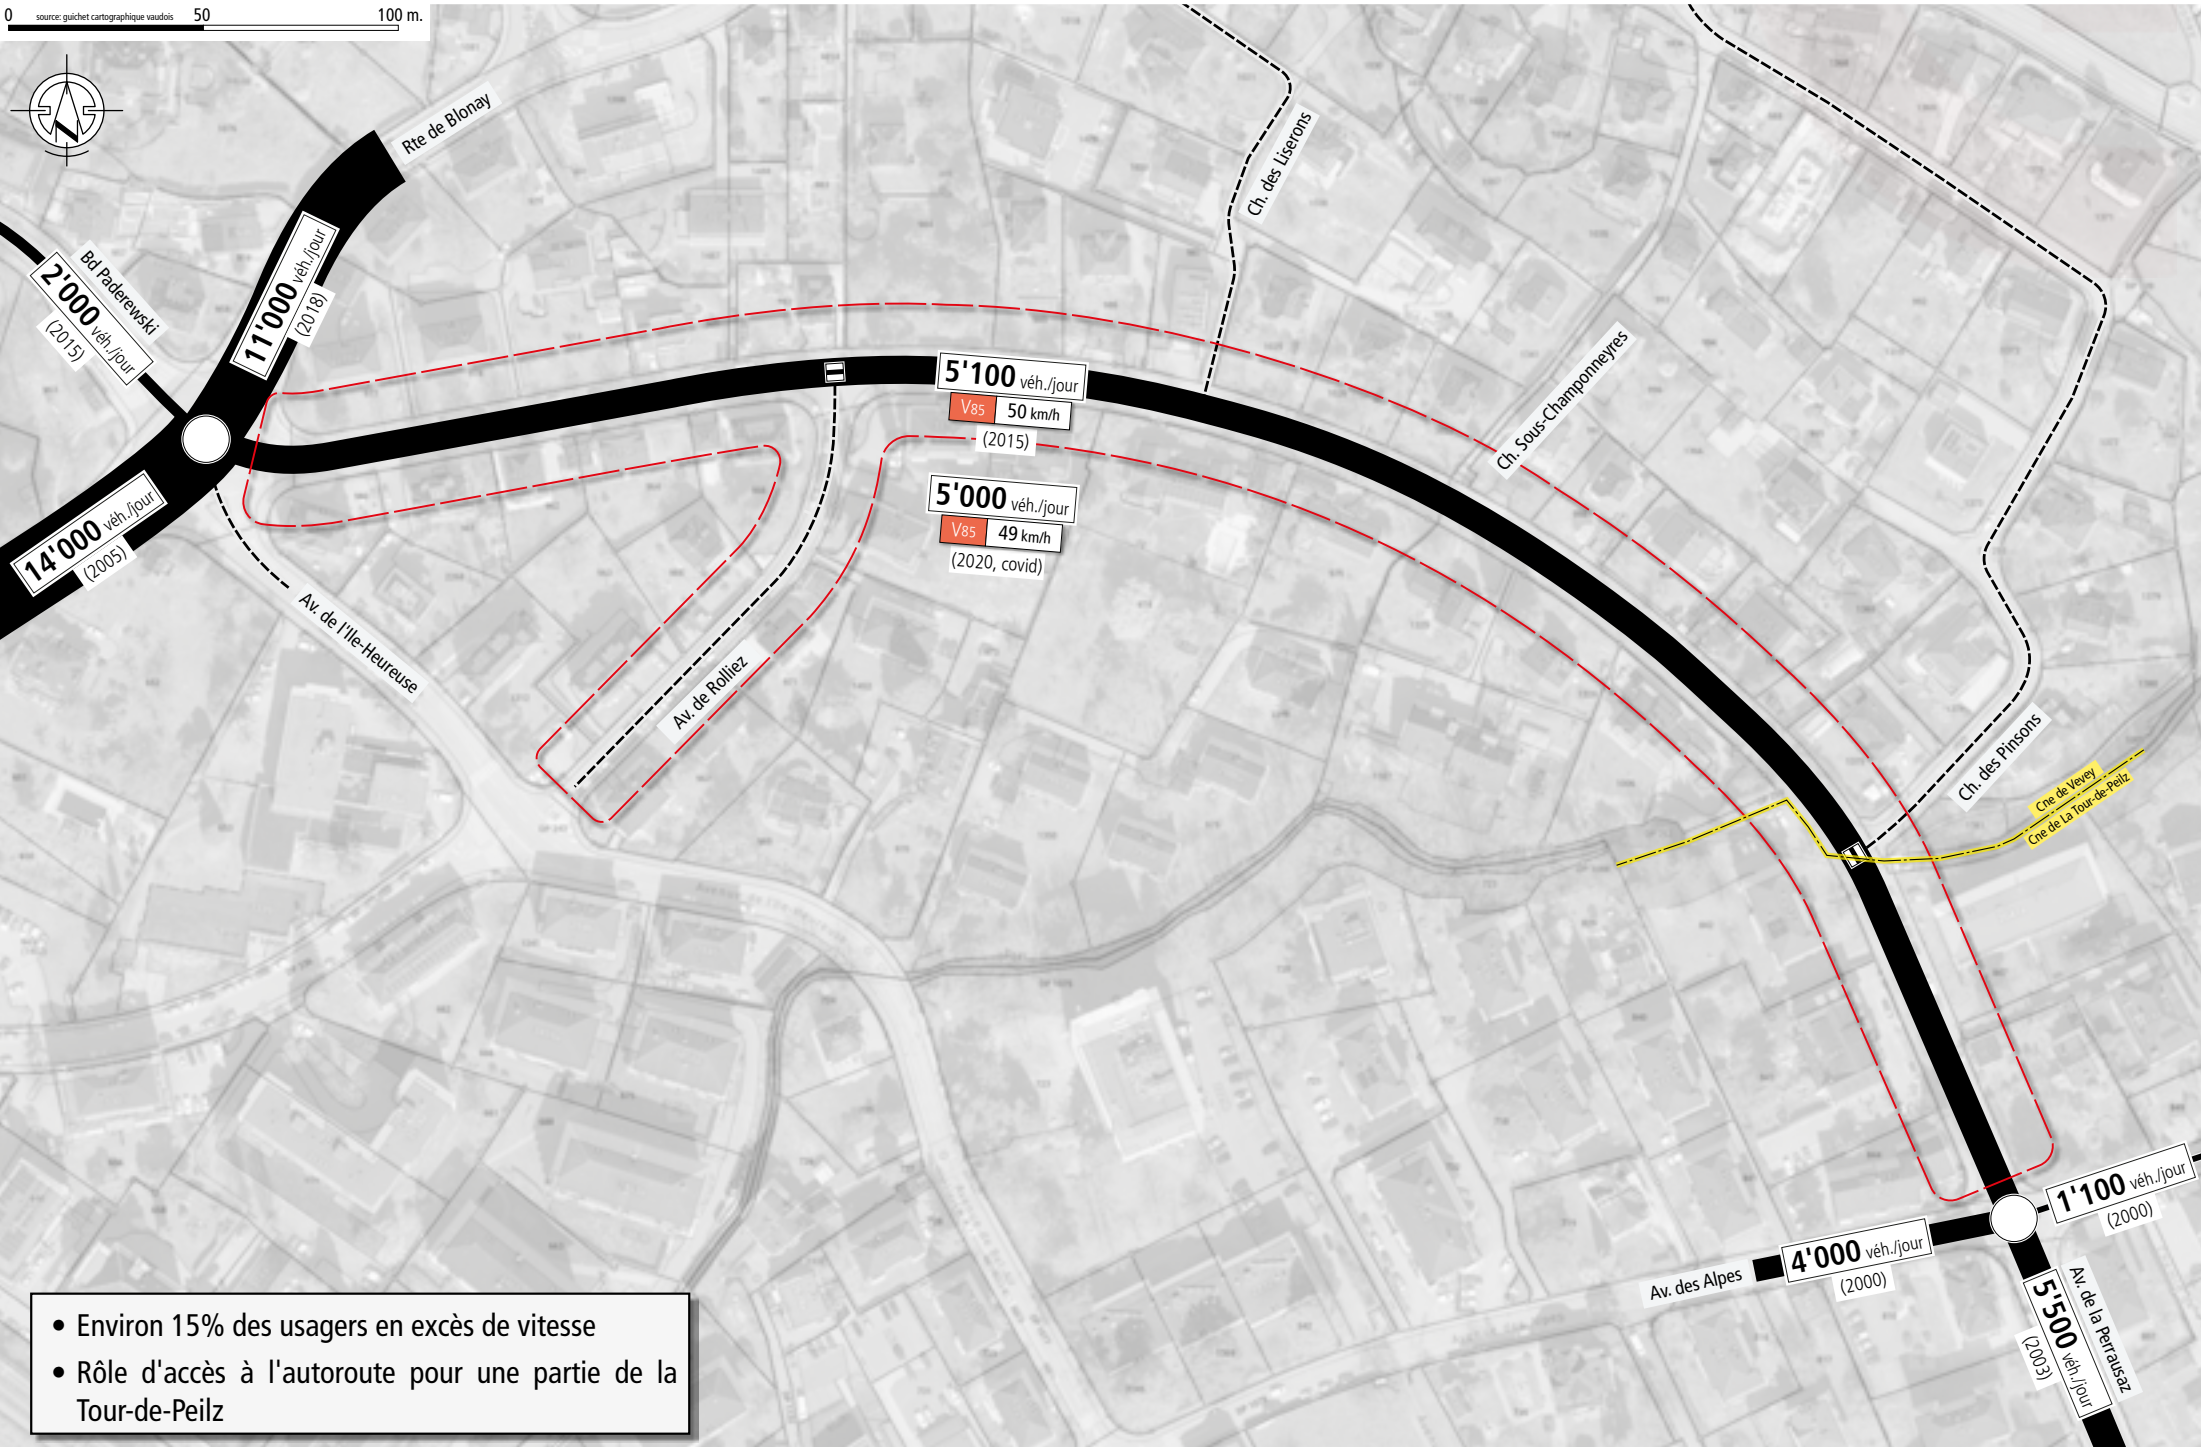 0 source: guichet cartographique vaudois 50 100 m.
N
Rte de Blonay
Bd Paderewski
2'000 véh./jour
(2015)
11'000 véh./jour
(2018)
14'000 véh./jour
(2005)
Av. de l'Ile-Heureuse
Av. de Rolliez
5'100 véh./jour
V85 50 km/h
(2015)
5'000 véh./jour
V85 49 km/h
(2020, covid)
Ch. des Liserons
Ch. Sous-Champonneyres
Ch. des Pinsons
Cne de Vevey
Cne de La Tour-de-Peilz
1'100 véh./jour
(2000)
Av. des Alpes
4'000 véh./jour
(2000)
Av. de la Perrausaz
5'500 véh./jour
(2003)
• Environ 15% des usagers en excès de vitesse
• Rôle d'accès à l'autoroute pour une partie de la
Tour-de-Peilz